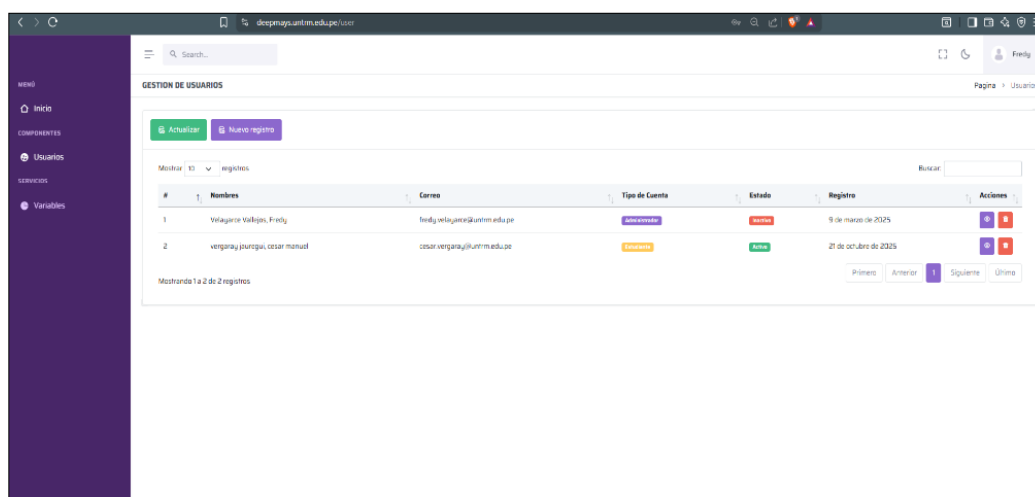 deepmays.untrm.edu.pe/user
Search...
Fredy
MENÚ
GESTION DE USUARIOS
Pagina > Usuario
Inicio
COMPONENTES
Actualizar
Nuevo registro
Usuarios
Mostrar 10 registros
Buscar:
SERVICIOS
# Nombres Correo Tipo de Cuenta Estado Registro Acciones
Variables
1 Velayarce Vallejos, Fredy fredy.velayarce@untrm.edu.pe Administrador Inactivo 9 de marzo de 2025
2 vergaray jauregui, cesar manuel cesar.vergaray@untrm.edu.pe Estudiante Activo 21 de octubre de 2025
Primero Anterior 1 Siguiente Último
Mostrando 1 a 2 de 2 registros